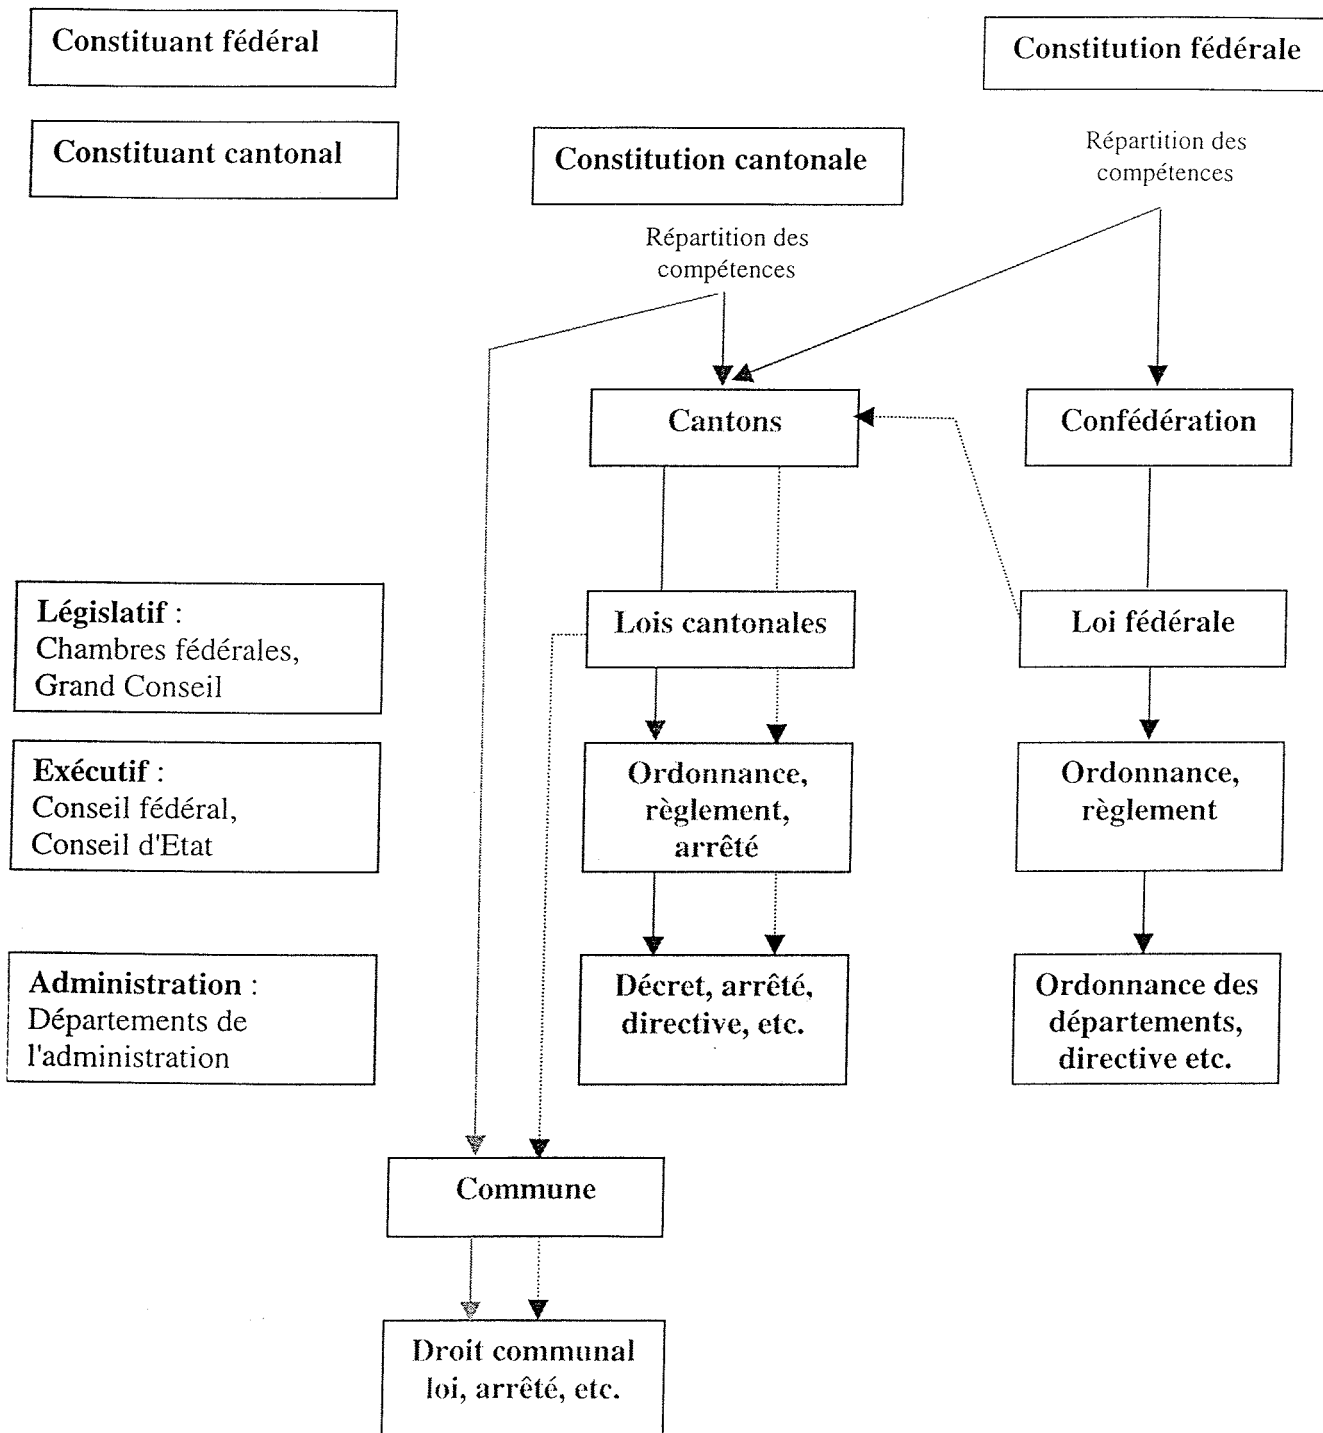 Constituant fédéral
Constitution fédérale
Constituant cantonal
Constitution cantonale
Répartition des
compétences
Répartition des
compétences
Cantons
Confédération
Législatif :
Chambres fédérales,
Grand Conseil
Lois cantonales
Loi fédérale
Exécutif :
Conseil fédéral,
Conseil d'Etat
Ordonnance,
règlement,
arrêté
Ordonnance,
règlement
Administration :
Départements de
l'administration
Décret, arrêté,
directive, etc.
Ordonnance des
départements,
directive etc.
Commune
Droit communal
loi, arrêté, etc.